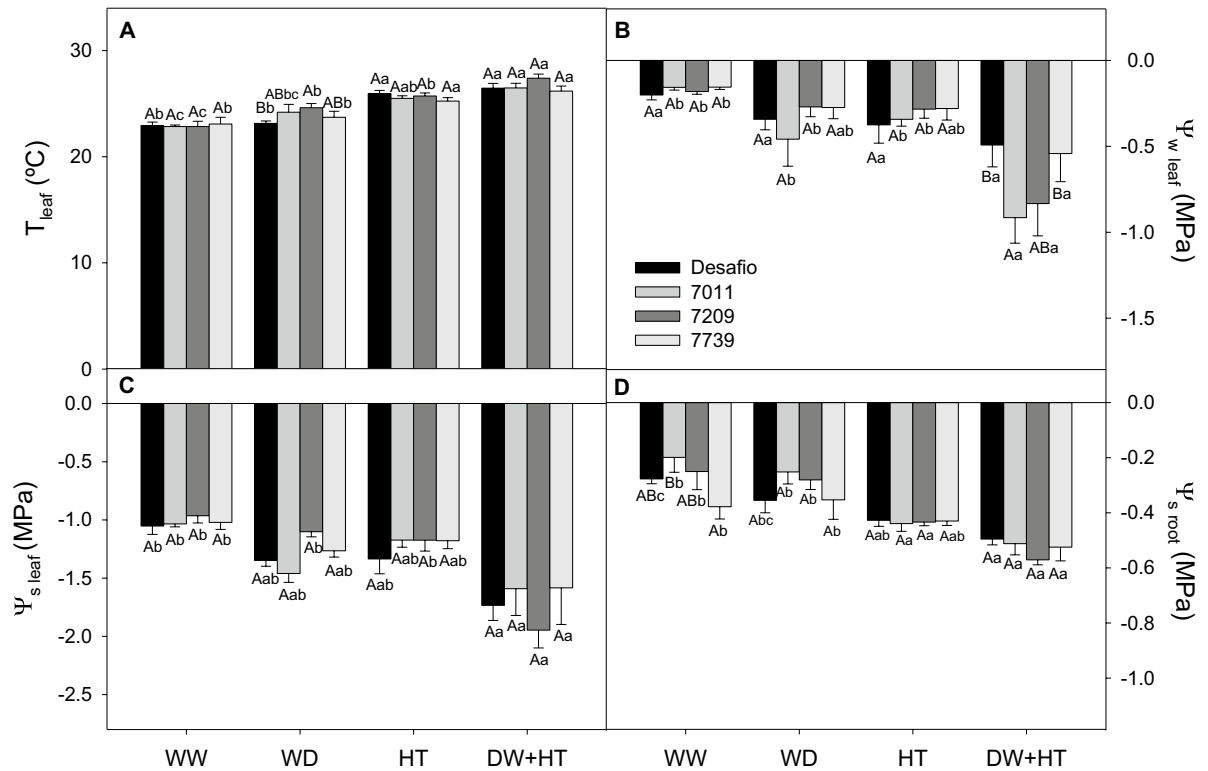 A
30
20
10
0
T leaf (ºC)
Ab Ac Ac Ab
Bb ABbc Ab ABb
Aa Aab Ab Aa
Aa Aa Aa Aa
B
0.0
-0.5
-1.0
-1.5
Ψ w leaf (MPa)
Aa Ab Ab Ab
Aa Ab Ab Aab
Aa Ab Ab Aab
Ba Aa ABa Ba
Desafio
7011
7209
7739
C
0.0
-0.5
-1.0
-1.5
-2.0
-2.5
Ψ s leaf (MPa)
Ab Ab Ab Ab
Aab Aab Ab Aab
Aab Aab Ab Aab
Aa Aa Aa Aa
WW WD HT DW+HT
D
0.0
-0.2
-0.4
-0.6
-0.8
-1.0
Ψ s root (MPa)
ABc Bb ABb Ab
Abc Ab Ab Ab
Aab Aa Aa Aab
Aa Aa Aa Aa
WW WD HT DW+HT